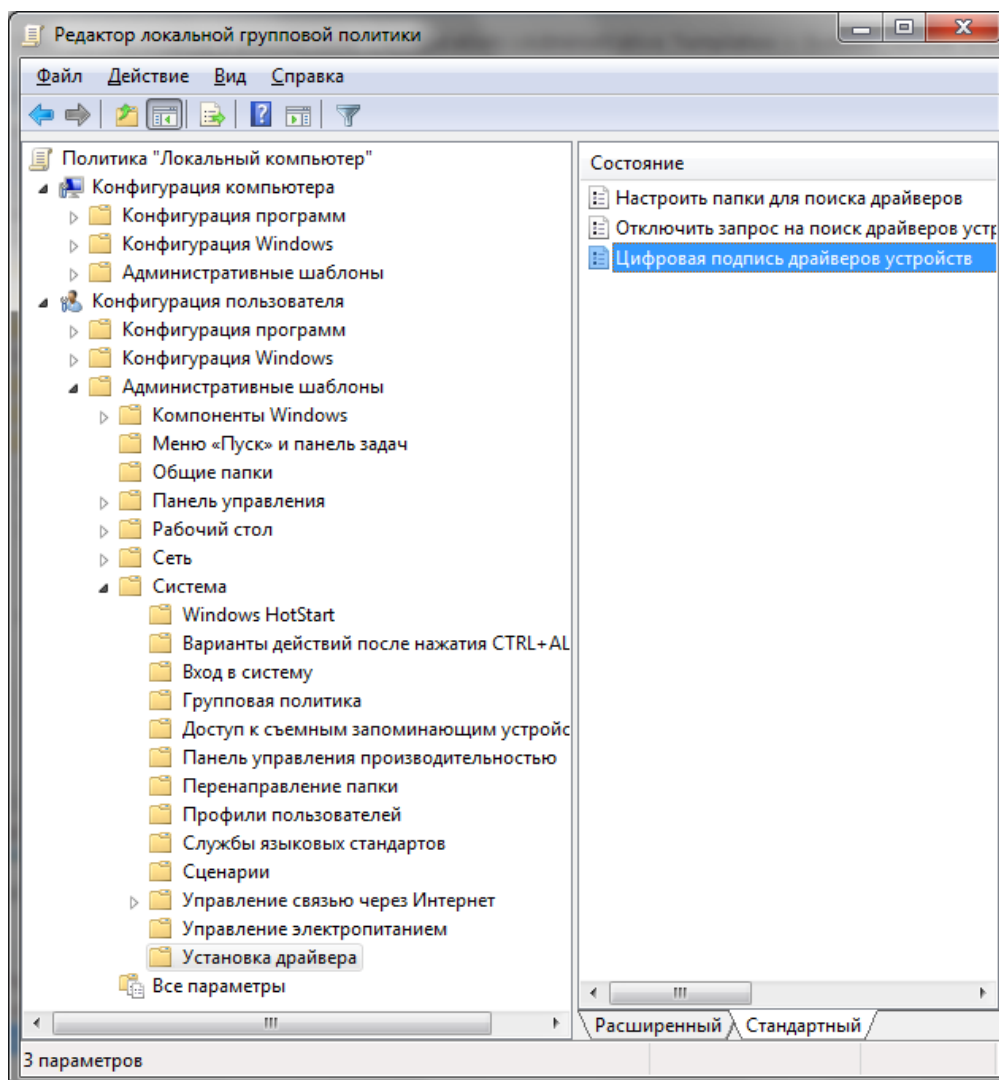 Редактор локальной групповой политики
Файл Действие Вид Справка
Политика "Локальный компьютер"
Конфигурация компьютера
Конфигурация программ
Конфигурация Windows
Административные шаблоны
Конфигурация пользователя
Конфигурация программ
Конфигурация Windows
Административные шаблоны
Компоненты Windows
Меню «Пуск» и панель задач
Общие папки
Панель управления
Рабочий стол
Сеть
Система
Windows HotStart
Варианты действий после нажатия CTRL+AL
Вход в систему
Групповая политика
Доступ к съемным запоминающим устройс
Панель управления производительностью
Перенаправление папки
Профили пользователей
Службы языковых стандартов
Сценарии
Управление связью через Интернет
Управление электропитанием
Установка драйвера
Все параметры
Состояние
Настроить папки для поиска драйверов
Отключить запрос на поиск драйверов устр
Цифровая подпись драйверов устройств
Расширенный Стандартный
3 параметров